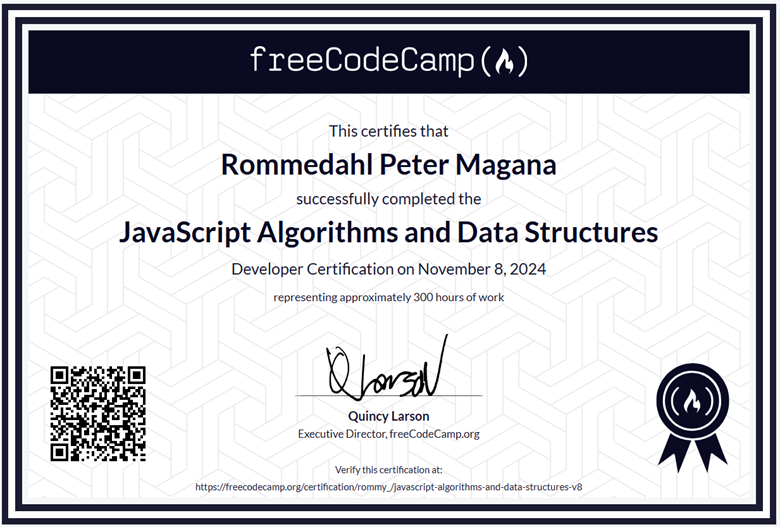 freeCodeCamp(🔥)
This certifies that
Rommedahl Peter Magana
successfully completed the
JavaScript Algorithms and Data Structures
Developer Certification on November 8, 2024
representing approximately 300 hours of work
QLarson
Quincy Larson
Executive Director, freeCodeCamp.org
Verify this certification at:
https://freecodecamp.org/certification/rommy_/javascript-algorithms-and-data-structures-v8